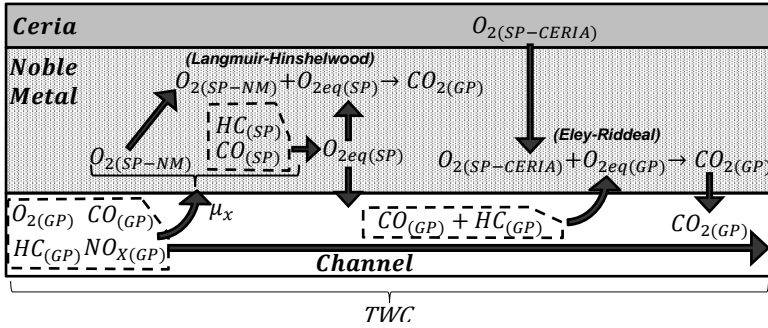 Ceria
O2(SP−CERIA)
(Langmuir-Hinshelwood)
Noble
Metal
O2(SP−NM)+O2eq(SP)→ CO2(GP)
HC(SP)
CO(SP)
O2eq(SP)
O2(SP−NM)
(Eley-Riddeal)
O2(SP−CERIA)+O2eq(GP) → CO2(GP)
μx
O2(GP) CO(GP)
HC(GP) NOX(GP)
CO(GP) + HC(GP)
CO2(GP)
Channel
TWC